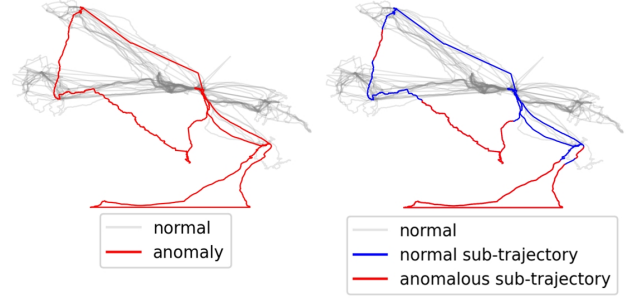 normal
anomaly
normal
normal sub-trajectory
anomalous sub-trajectory